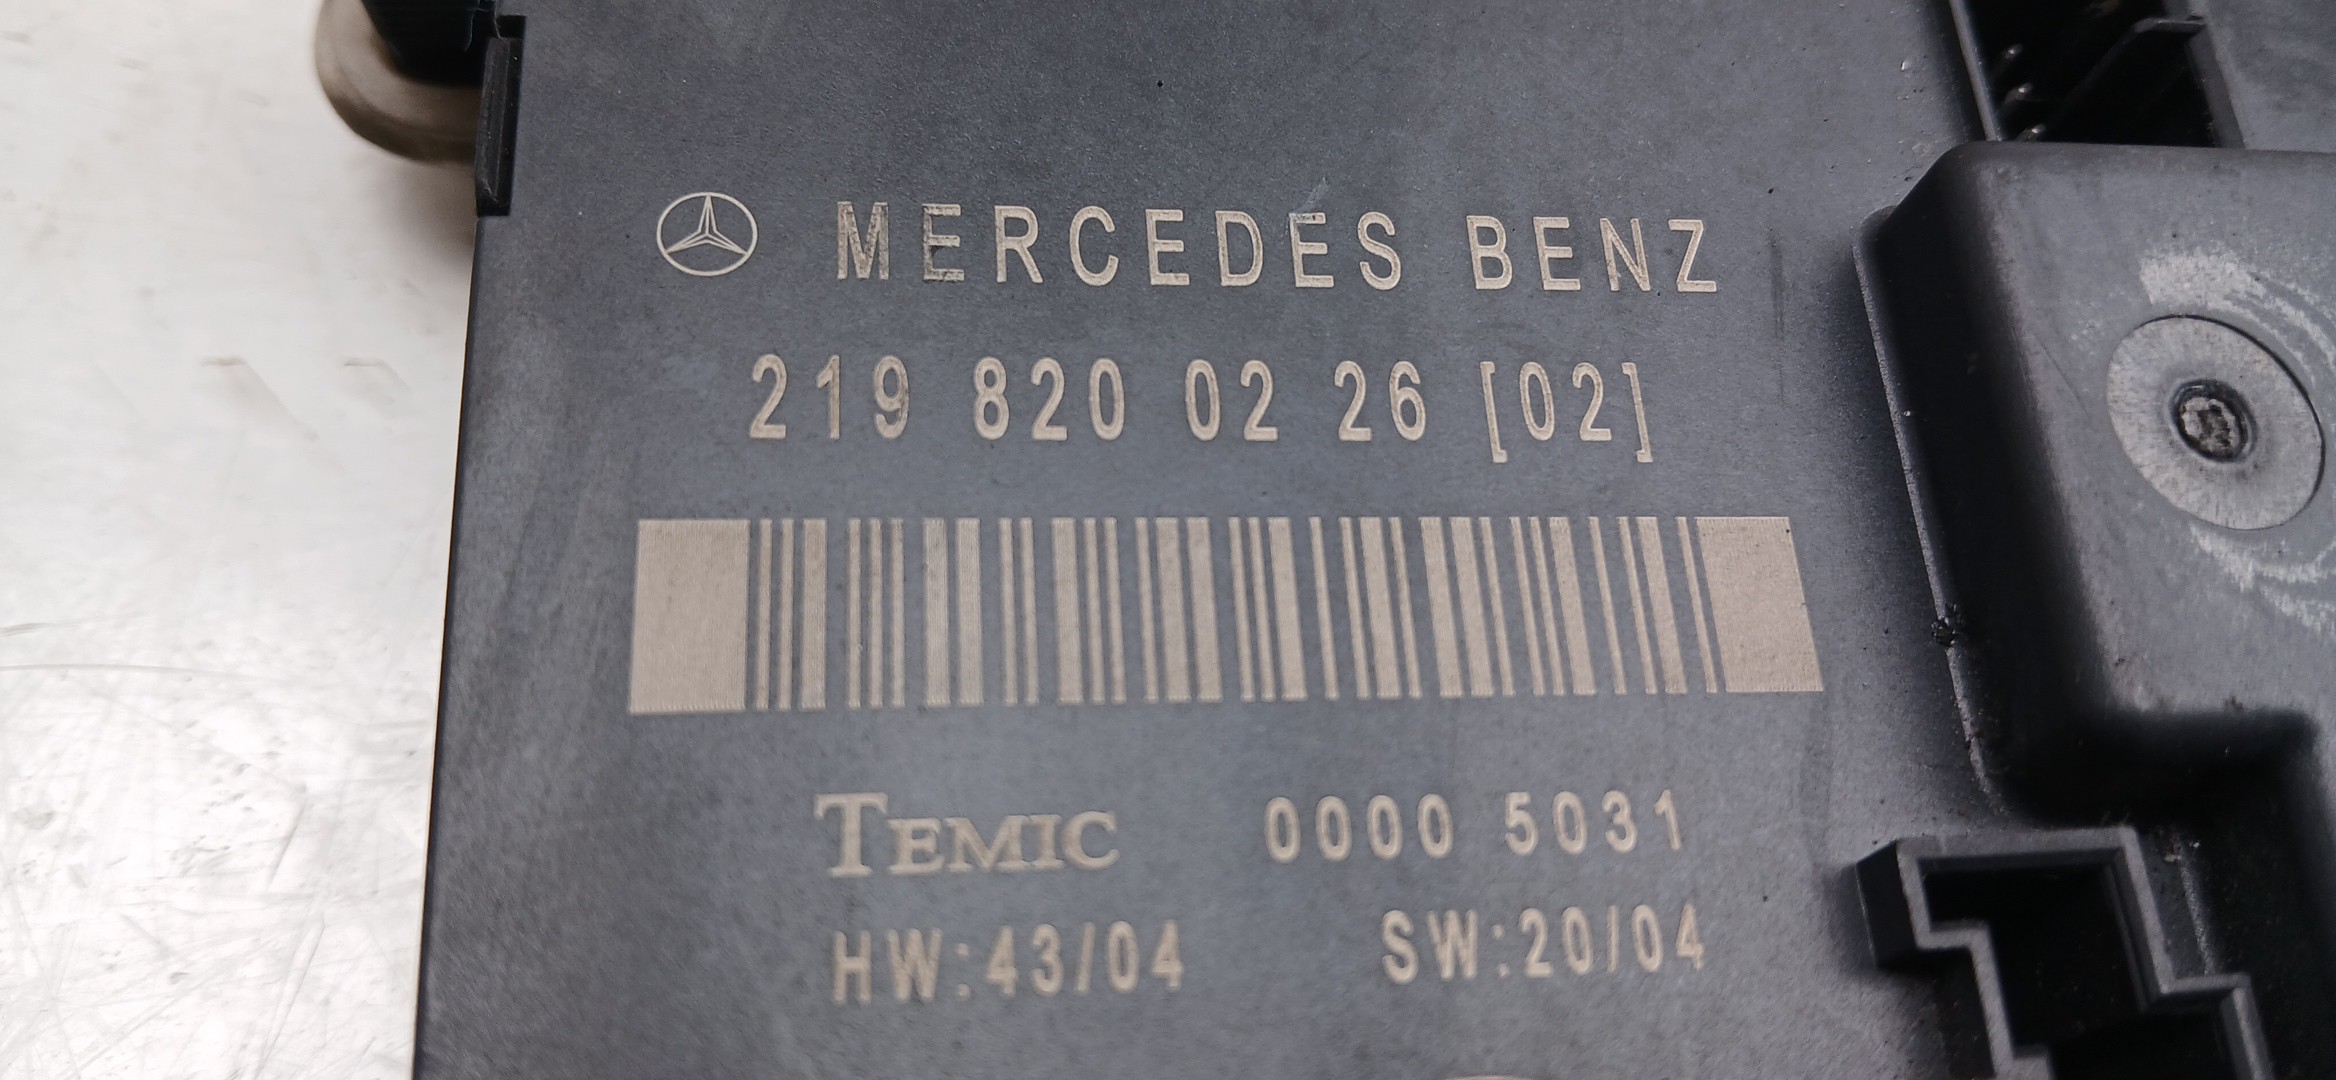 MERCEDES BENZ
219 820 02 26 [02]
TEMIC 0000 5031
HW:43/04 SW:20/04